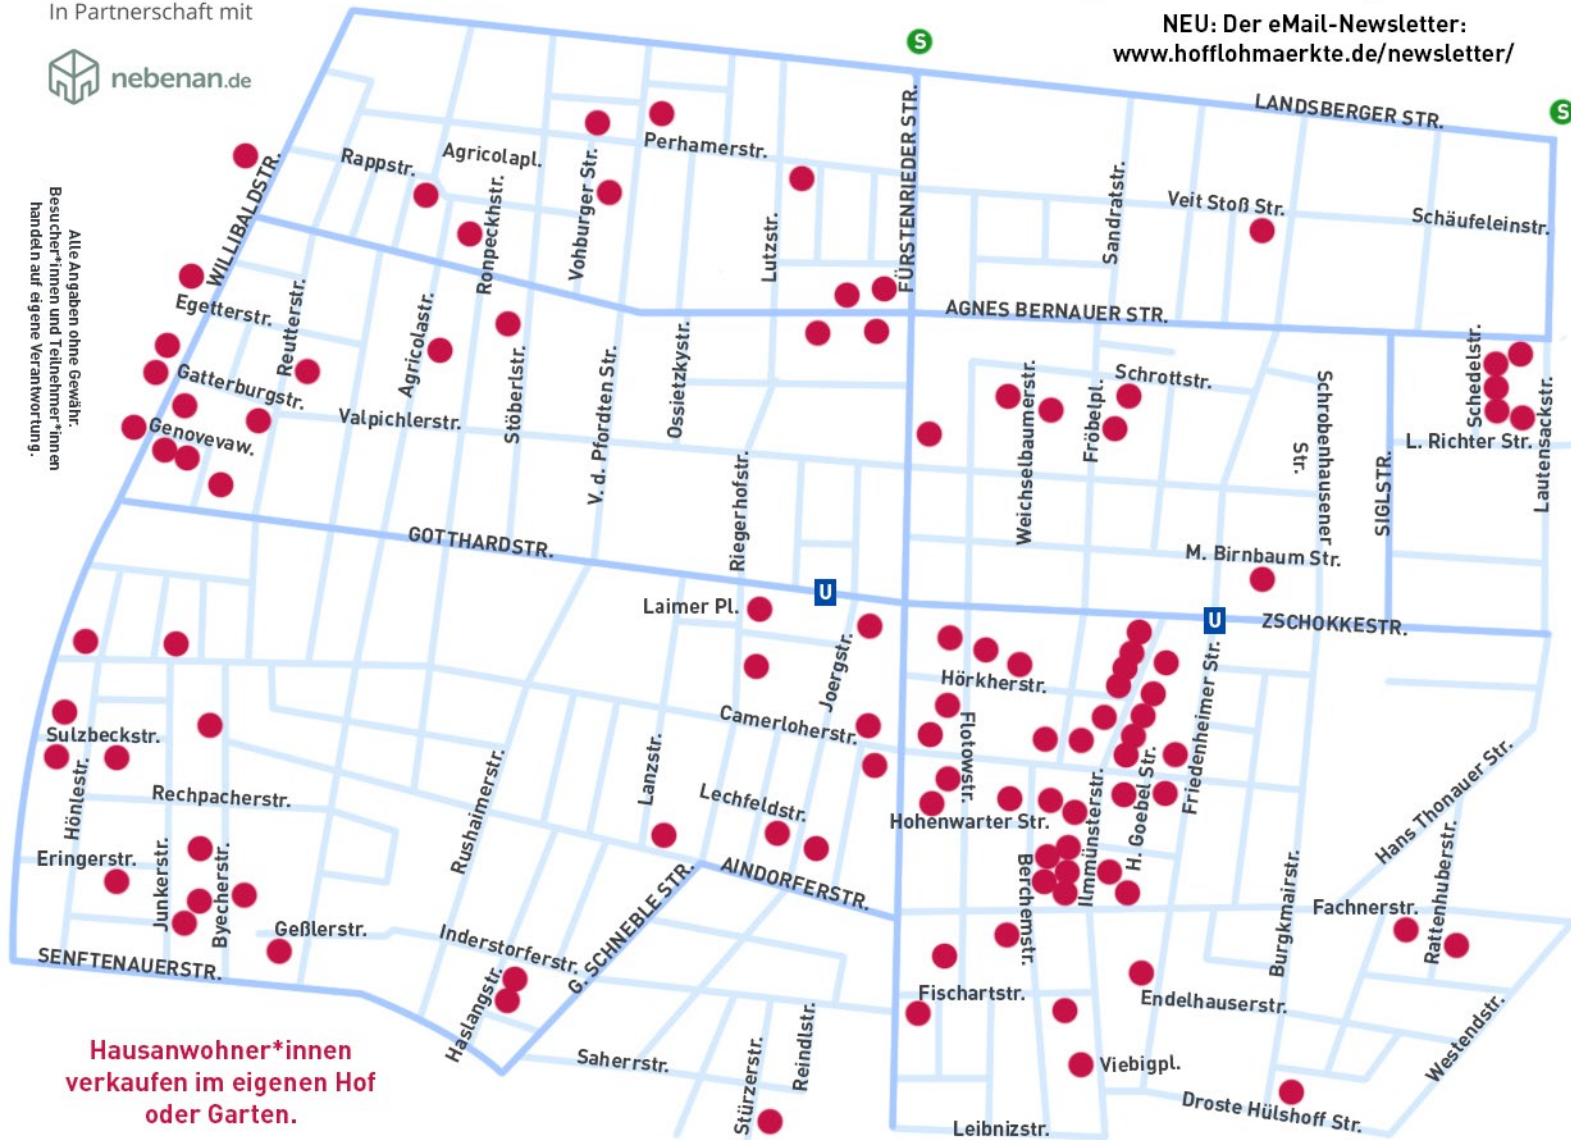 In Partnerschaft mit
nebenan.de
NEU: Der eMail-Newsletter:
www.hofflohmaerkte.de/newsletter/
S
S
LANDSBERGER STR.
FÜRSTENRIEDER STR.
WILLIBALDSTR.
Rappstr.
Agricolapl.
Perhamerstr.
Vohburger Str.
Ronpeckhstr.
Lutzstr.
Sandratstr.
Veit Stoß Str.
Schäufeleinstr.
Alle Angaben ohne Gewähr.
Besucher*innen und Teilnehmer*innen
handeln auf eigene Verantwortung.
Egetterstr.
Reutterstr.
Agricolastr.
Stöberlstr.
V. d. Pfordten Str.
Ossietzkystr.
AGNES BERNAUER STR.
Gatterburgstr.
Valpichlerstr.
Genovevaw.
Riegerhofstr.
Weichselbaumerstr.
Fröbelpl.
Schrottstr.
Schrobenhausener
Str.
SIGLSTR.
Schedelstr.
L. Richter Str.
Lautensackstr.
GOTTHARDSTR.
M. Birnbaum Str.
U
U
ZSCHOKKESTR.
Laimer Pl.
Joergstr.
Hörkherstr.
Friedenheimer Str.
Camerloherstr.
Flotowstr.
Sulzbeckstr.
Hönlestr.
Rechpacherstr.
Rushaimerstr.
Lanzstr.
Lechfeldstr.
Hohenwarter Str.
Ilmmünsterstr.
H. Goebel Str.
Hans Thonauer Str.
Eringerstr.
Junkerstr.
Byecherstr.
AINDORFERSTR.
Berchemstr.
Burgkmairstr.
Fachnerstr.
Rattenhuberstr.
Geßlerstr.
Inderstorferstr.
G. SCHNEBLE STR.
SENFTENAUERSTR.
Haslangstr.
Fischartstr.
Endelhauserstr.
Westendstr.
Saherrstr.
Stürzerstr.
Reindlstr.
Viebigpl.
Droste Hülshoff Str.
Leibnizstr.
Hausanwohner*innen
verkaufen im eigenen Hof
oder Garten.